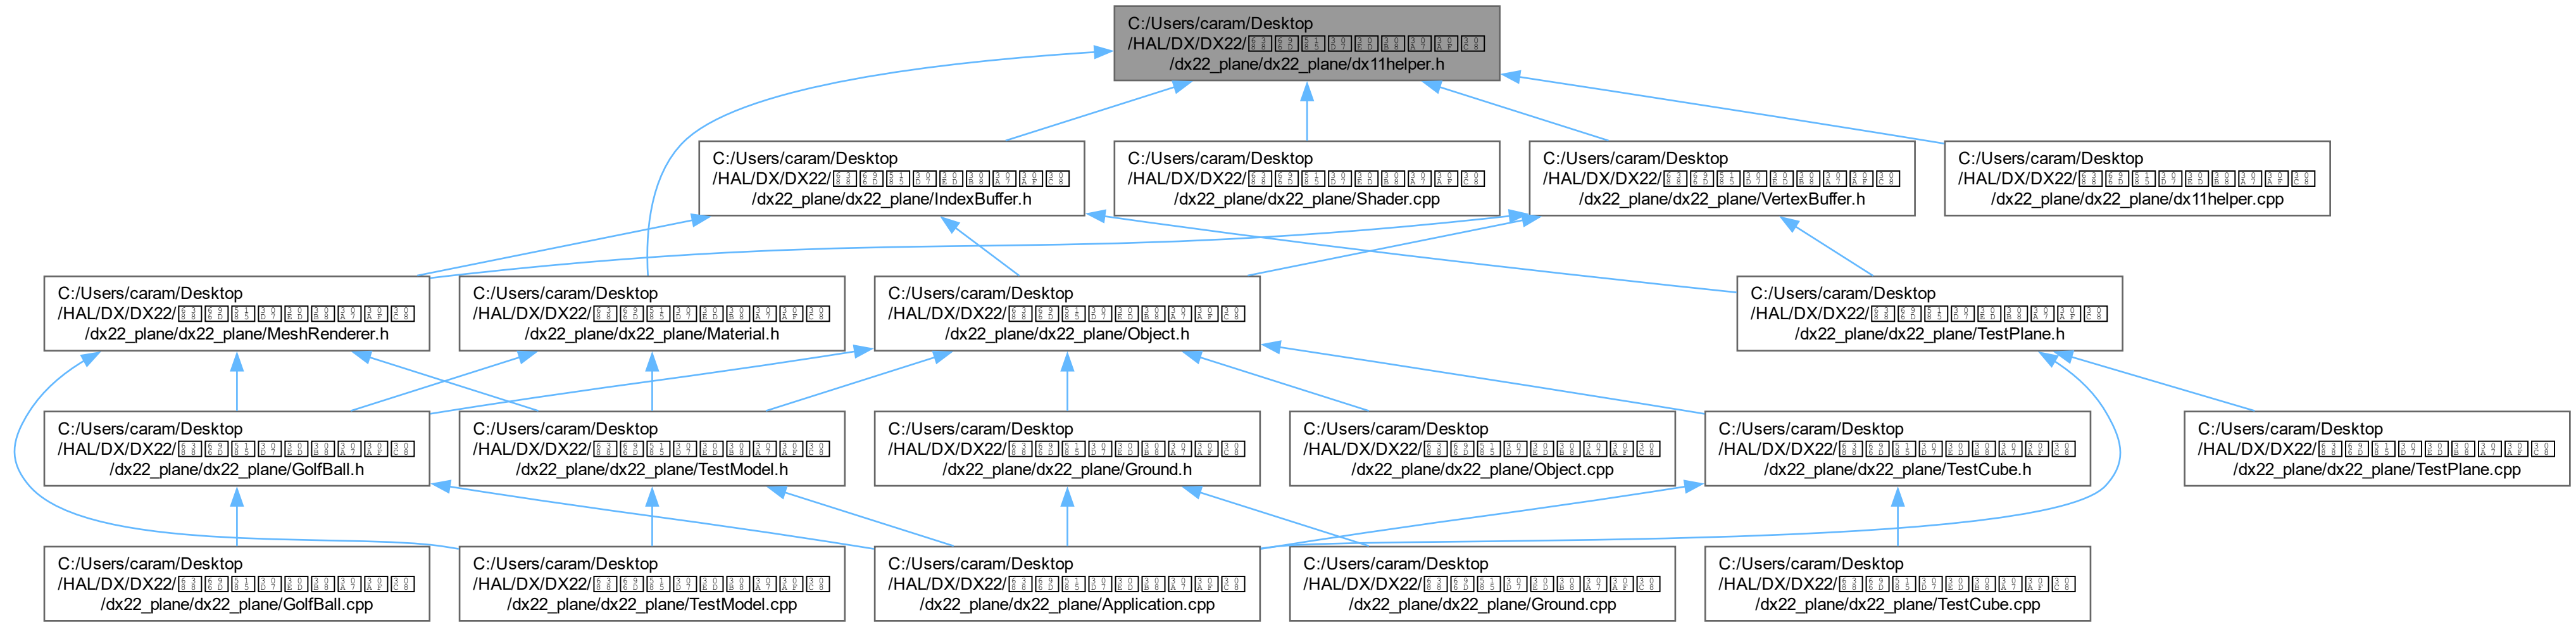 C:/Users/caram/Desktop
/HAL/DX/DX22/
/dx22_plane/dx22_plane/dx11helper.h
C:/Users/caram/Desktop
/HAL/DX/DX22/
/dx22_plane/dx22_plane/IndexBuffer.h
C:/Users/caram/Desktop
/HAL/DX/DX22/
/dx22_plane/dx22_plane/Shader.cpp
C:/Users/caram/Desktop
/HAL/DX/DX22/
/dx22_plane/dx22_plane/VertexBuffer.h
C:/Users/caram/Desktop
/HAL/DX/DX22/
/dx22_plane/dx22_plane/dx11helper.cpp
C:/Users/caram/Desktop
/HAL/DX/DX22/
/dx22_plane/dx22_plane/MeshRenderer.h
C:/Users/caram/Desktop
/HAL/DX/DX22/
/dx22_plane/dx22_plane/Material.h
C:/Users/caram/Desktop
/HAL/DX/DX22/
/dx22_plane/dx22_plane/Object.h
C:/Users/caram/Desktop
/HAL/DX/DX22/
/dx22_plane/dx22_plane/TestPlane.h
C:/Users/caram/Desktop
/HAL/DX/DX22/
/dx22_plane/dx22_plane/GolfBall.h
C:/Users/caram/Desktop
/HAL/DX/DX22/
/dx22_plane/dx22_plane/TestModel.h
C:/Users/caram/Desktop
/HAL/DX/DX22/
/dx22_plane/dx22_plane/Ground.h
C:/Users/caram/Desktop
/HAL/DX/DX22/
/dx22_plane/dx22_plane/Object.cpp
C:/Users/caram/Desktop
/HAL/DX/DX22/
/dx22_plane/dx22_plane/TestCube.h
C:/Users/caram/Desktop
/HAL/DX/DX22/
/dx22_plane/dx22_plane/TestPlane.cpp
C:/Users/caram/Desktop
/HAL/DX/DX22/
/dx22_plane/dx22_plane/GolfBall.cpp
C:/Users/caram/Desktop
/HAL/DX/DX22/
/dx22_plane/dx22_plane/TestModel.cpp
C:/Users/caram/Desktop
/HAL/DX/DX22/
/dx22_plane/dx22_plane/Application.cpp
C:/Users/caram/Desktop
/HAL/DX/DX22/
/dx22_plane/dx22_plane/Ground.cpp
C:/Users/caram/Desktop
/HAL/DX/DX22/
/dx22_plane/dx22_plane/TestCube.cpp